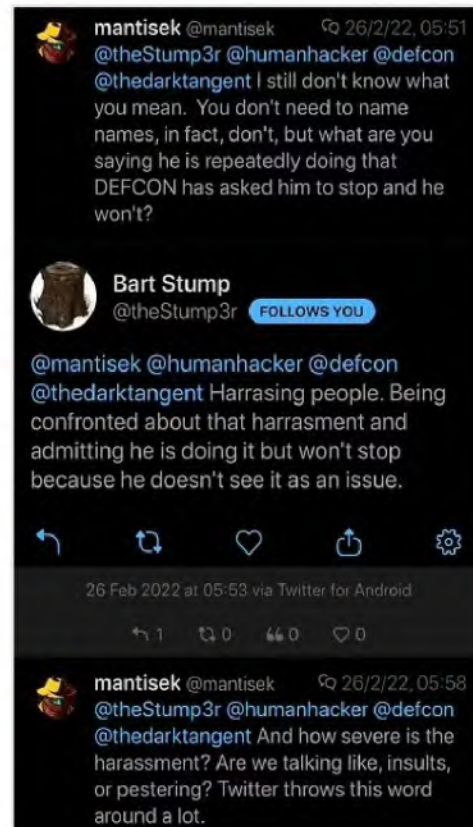 mantisek @mantisek 26/2/22, 05:51
@theStump3r @humanhacker @defcon
@thedarktangent I still don't know what
you mean. You don't need to name
names, in fact, don't, but what are you
saying he is repeatedly doing that
DEFCON has asked him to stop and he
won't?
Bart Stump
@theStump3r FOLLOWS YOU
@mantisek @humanhacker @defcon
@thedarktangent Harrasing people. Being
confronted about that harrasment and
admitting he is doing it but won't stop
because he doesn't see it as an issue.
26 Feb 2022 at 05:53 via Twitter for Android
1 0 0 0
mantisek @mantisek 26/2/22, 05:58
@theStump3r @humanhacker @defcon
@thedarktangent And how severe is the
harassment? Are we talking like, insults,
or pestering? Twitter throws this word
around a lot.